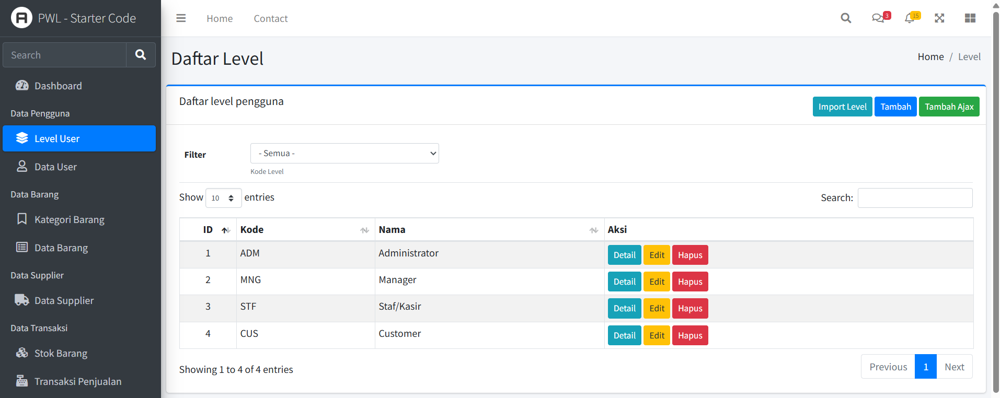 PWL - Starter Code
Home Contact 3 15
Search
Daftar Level
Home / Level
Dashboard
Data Pengguna
Level User
Data User
Data Barang
Kategori Barang
Data Barang
Data Supplier
Data Supplier
Data Transaksi
Stok Barang
Transaksi Penjualan
Daftar level pengguna
Import Level Tambah Tambah Ajax
Filter - Semua -
Kode Level
Show 10 entries Search:
ID Kode Nama Aksi
1 ADM Administrator Detail Edit Hapus
2 MNG Manager Detail Edit Hapus
3 STF Staf/Kasir Detail Edit Hapus
4 CUS Customer Detail Edit Hapus
Showing 1 to 4 of 4 entries Previous 1 Next